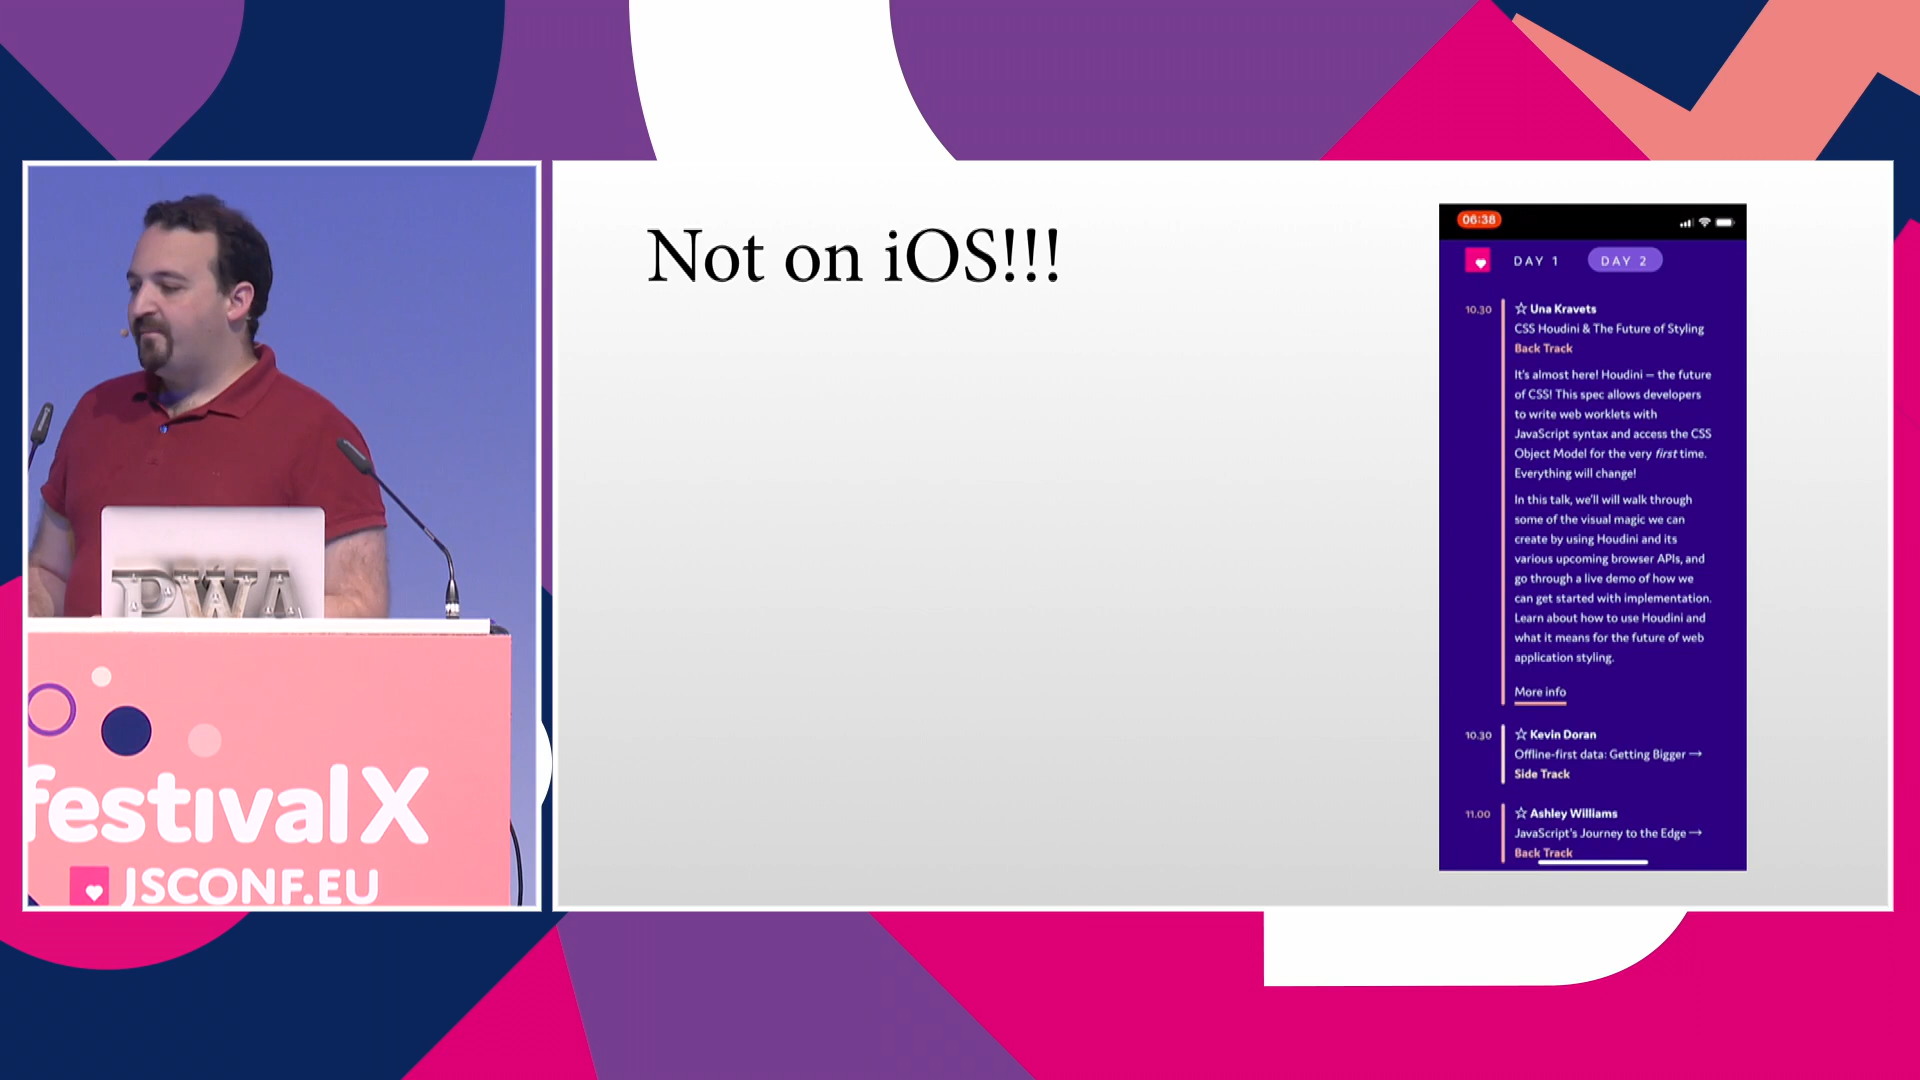 PWA
festivalX
JSCONF.EU
Not on iOS!!!
06:38
DAY 1 DAY 2
10.30 ☆ Una Kravets
CSS Houdini & The Future of Styling
Back Track
It's almost here! Houdini – the future
of CSS! This spec allows developers
to write web worklets with
JavaScript syntax and access the CSS
Object Model for the very first time.
Everything will change!
In this talk, we'll will walk through
some of the visual magic we can
create by using Houdini and its
various upcoming browser APIs, and
go through a live demo of how we
can get started with implementation.
Learn about how to use Houdini and
what it means for the future of web
application styling.
More info
10.30 ☆ Kevin Doran
Offline-first data: Getting Bigger →
Side Track
11.00 ☆ Ashley Williams
JavaScript's Journey to the Edge →
Back Track